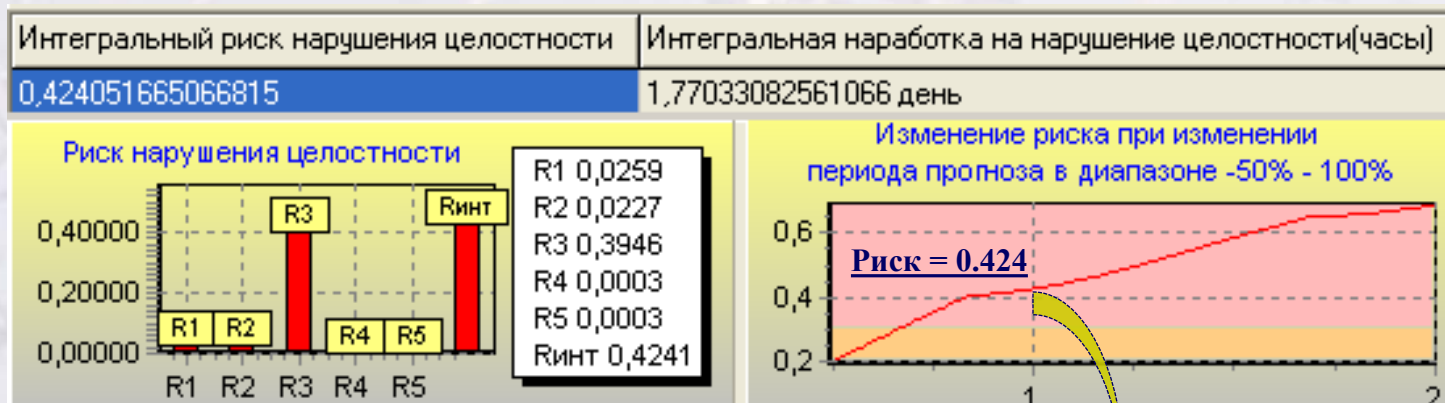 Интегральный риск нарушения целостности
Интегральная наработка на нарушение целостности(часы)
0,424051665066815
1,77033082561066 день
Риск нарушения целостности
0,40000
0,20000
0,00000
R1
R2
R3
R4
R5
Rинт
R1 R2 R3 R4 R5
R1 0,0259
R2 0,0227
R3 0,3946
R4 0,0003
R5 0,0003
Rинт 0,4241
Изменение риска при изменении
периода прогноза в диапазоне -50% - 100%
0,6
0,4
0,2
Риск = 0.424
1 2